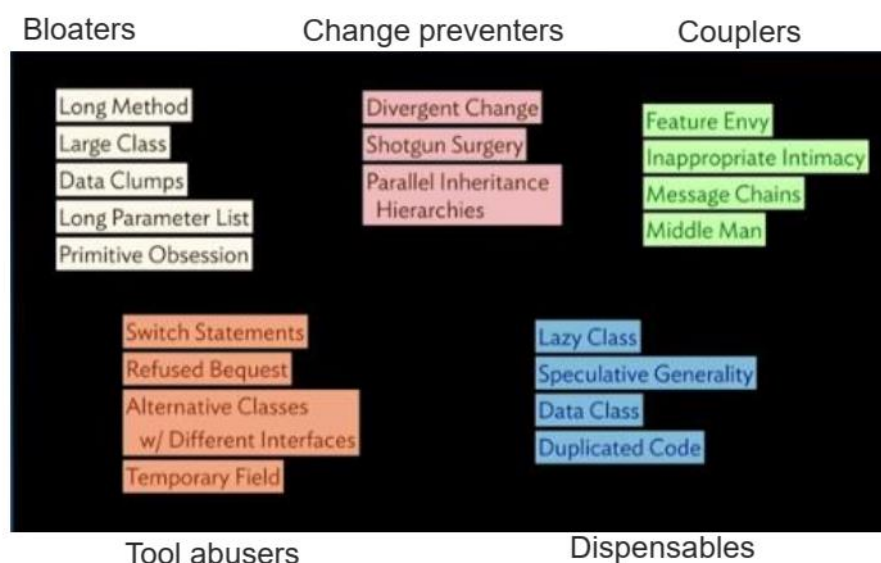 Bloaters
Change preventers
Couplers
Long Method
Large Class
Data Clumps
Long Parameter List
Primitive Obsession
Divergent Change
Shotgun Surgery
Parallel Inheritance
Hierarchies
Feature Envy
Inappropriate Intimacy
Message Chains
Middle Man
Switch Statements
Refused Bequest
Alternative Classes
w/ Different Interfaces
Temporary Field
Lazy Class
Speculative Generality
Data Class
Duplicated Code
Tool abusers
Dispensables